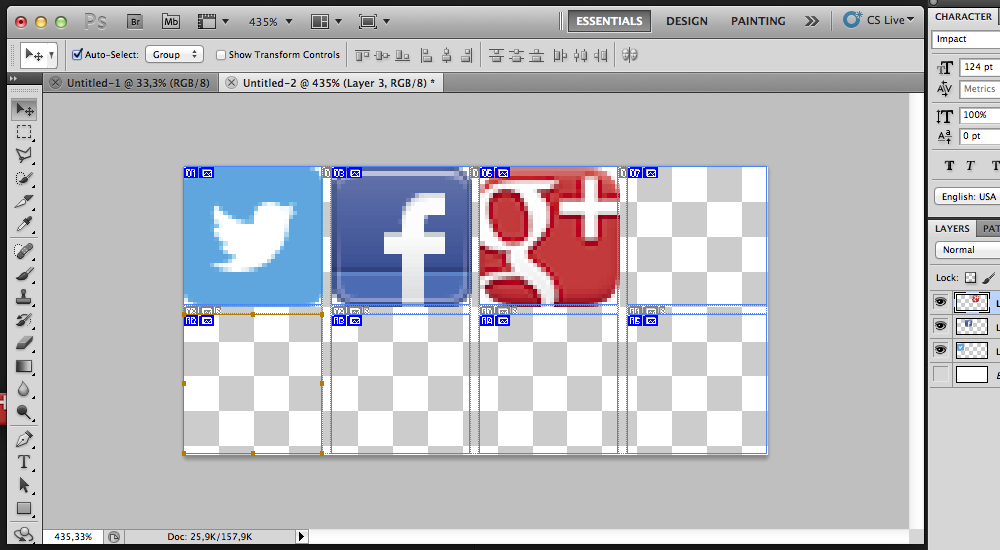 Ps Br Mb 435% ESSENTIALS DESIGN PAINTING CS Live
Auto-Select: Group Show Transform Controls
Untitled-1 @ 33,3% (RGB/8) Untitled-2 @ 435% (Layer 3, RGB/8) *
01 03 05 07
f g+
CHARACTER
Impact
124 pt
Metrics
100%
0 pt
T T T
English: USA
LAYERS PAT
Normal
Lock:
L
L
L
T
435,33% Doc: 25,9K/157,9K